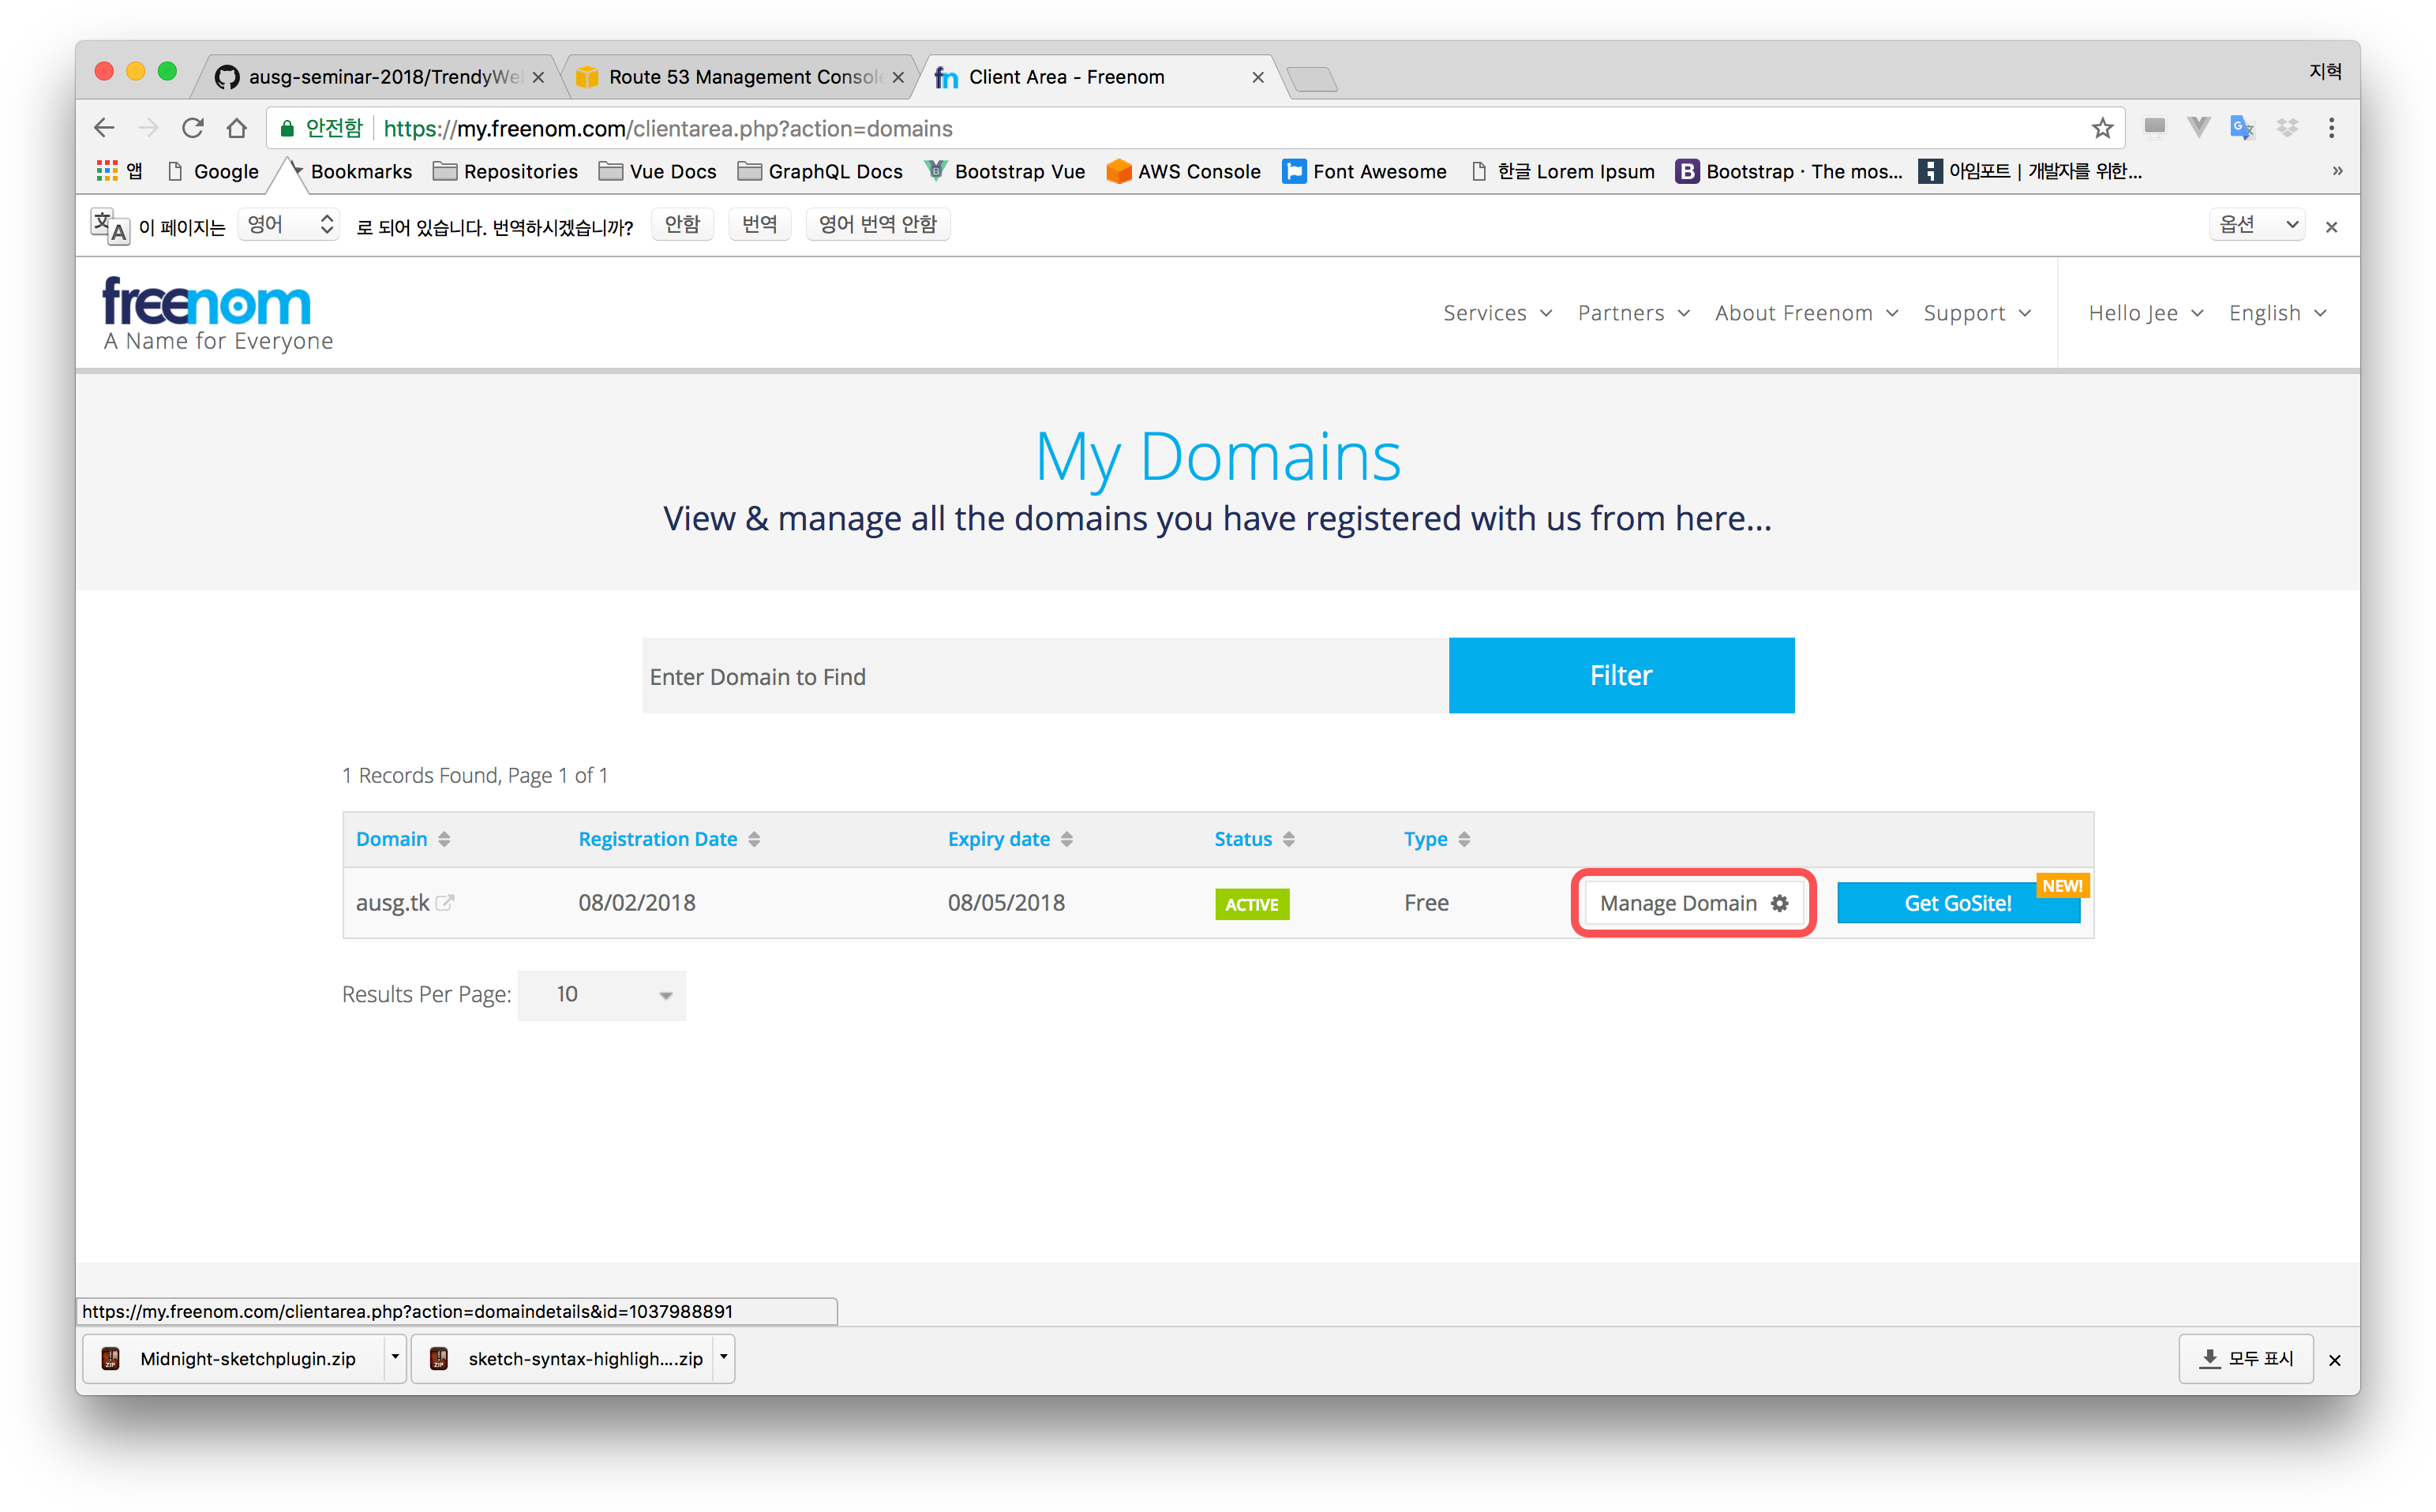 ausg-seminar-2018/TrendyWe
Route 53 Management Console
Client Area - Freenom
지혁
안전함
https://my.freenom.com/clientarea.php?action=domains
앱
Google
Bookmarks
Repositories
Vue Docs
GraphQL Docs
Bootstrap Vue
AWS Console
Font Awesome
한글 Lorem Ipsum
Bootstrap · The mos...
아임포트 | 개발자를 위한...
»
이 페이지는 영어 로 되어 있습니다. 번역하시겠습니까? 안함 번역 영어 번역 안함 옵션
freenom
A Name for Everyone
Services
Partners
About Freenom
Support
Hello Jee
English
My Domains
View & manage all the domains you have registered with us from here...
Enter Domain to Find
Filter
1 Records Found, Page 1 of 1
Domain Registration Date Expiry date Status Type
ausg.tk 08/02/2018 08/05/2018 ACTIVE Free Manage Domain Get GoSite! NEW!
Results Per Page: 10
https://my.freenom.com/clientarea.php?action=domaindetails&id=1037988891
Midnight-sketchplugin.zip
sketch-syntax-highligh....zip
모두 표시